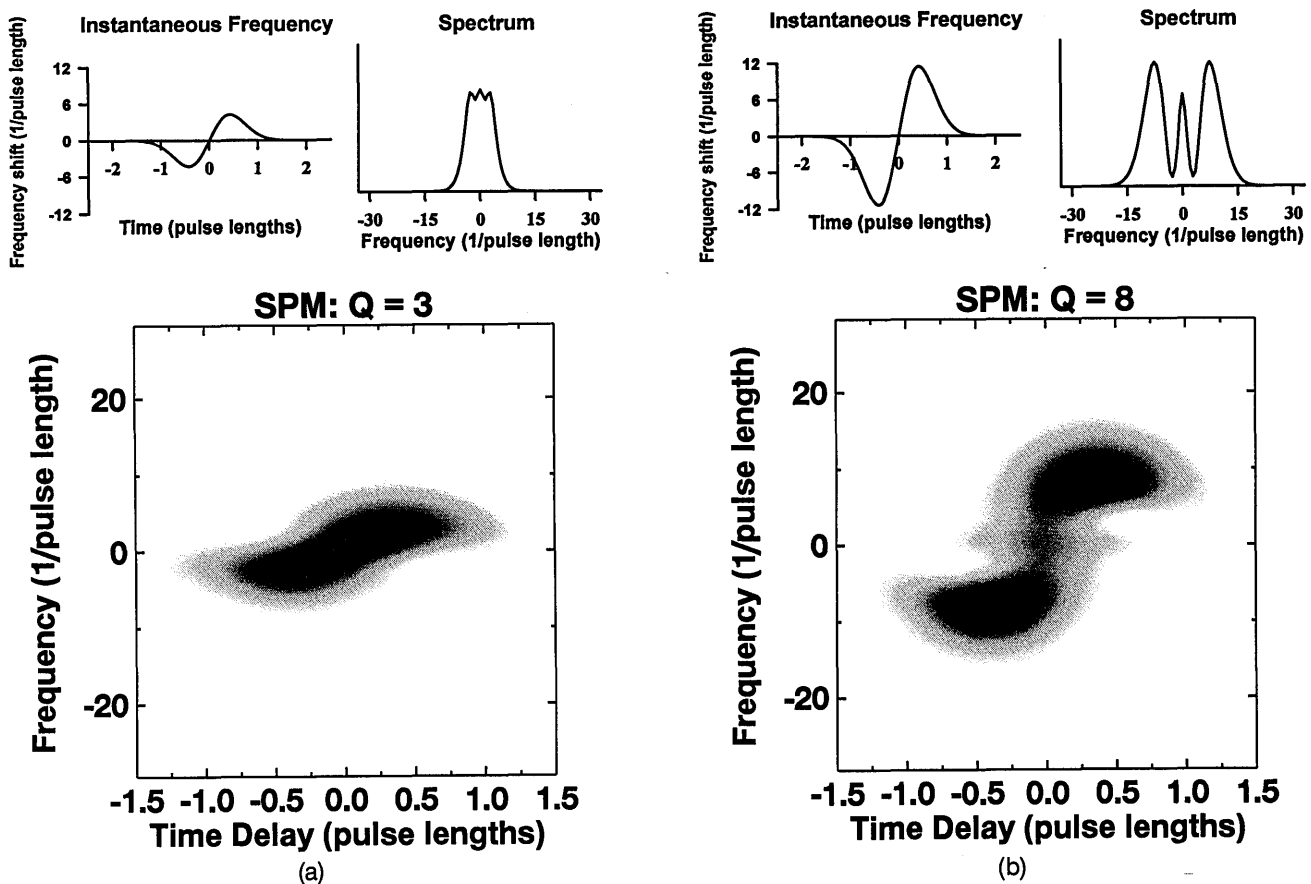 Instantaneous Frequency
Spectrum
Frequency shift (1/pulse length)
12
6
0
-6
-12
-2 -1 0 1 2
Time (pulse lengths)
-30 -15 0 15 30
Frequency (1/pulse length)
SPM: Q = 3
Frequency (1/pulse length)
20
0
-20
-1.5 -1.0 -0.5 0.0 0.5 1.0 1.5
Time Delay (pulse lengths)
(a)
Instantaneous Frequency
Spectrum
Frequency shift (1/pulse length)
12
6
0
-6
-12
-2 -1 0 1 2
Time (pulse lengths)
-30 -15 0 15 30
Frequency (1/pulse length)
SPM: Q = 8
Frequency (1/pulse length)
20
0
-20
-1.5 -1.0 -0.5 0.0 0.5 1.0 1.5
Time Delay (pulse lengths)
(b)